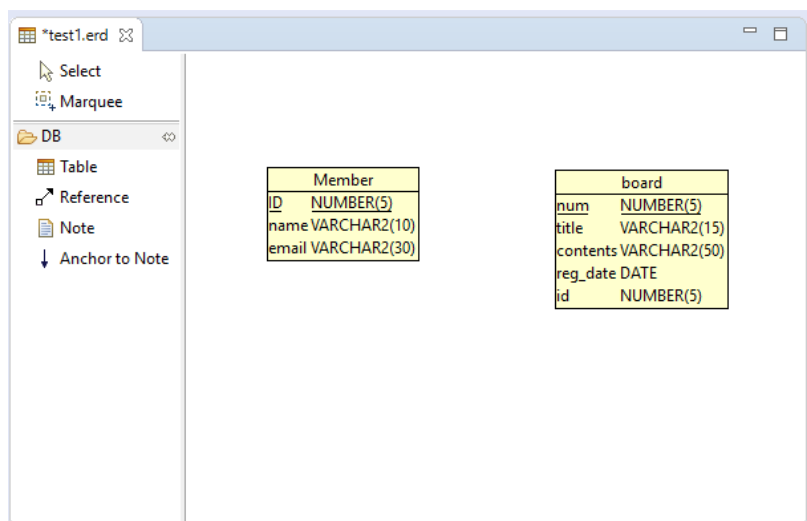 *test1.erd
Select
Marquee
DB
Table
Reference
Note
Anchor to Note
Member
ID NUMBER(5)
name VARCHAR2(10)
email VARCHAR2(30)
board
num NUMBER(5)
title VARCHAR2(15)
contents VARCHAR2(50)
reg_date DATE
id NUMBER(5)